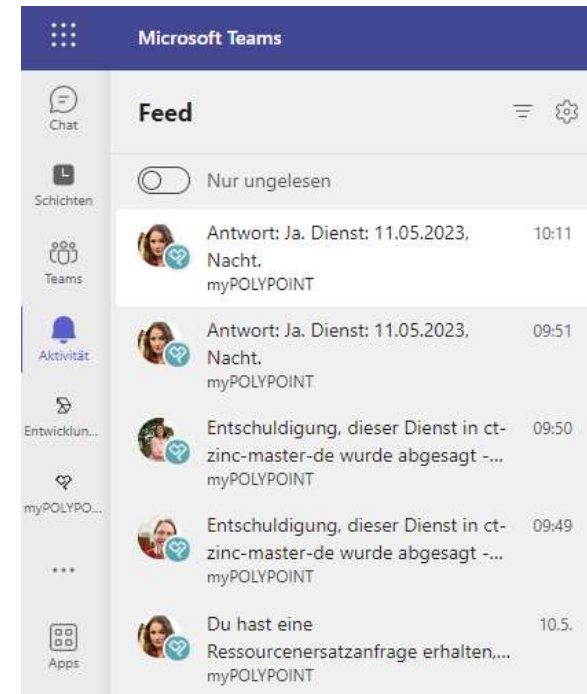 Microsoft Teams
Chat
Schichten
Teams
Aktivität
Entwicklun...
myPOLYPO...
Apps
Feed
Nur ungelesen
Antwort: Ja. Dienst: 11.05.2023, 10:11
Nacht.
myPOLYPOINT
Antwort: Ja. Dienst: 11.05.2023, 09:51
Nacht.
myPOLYPOINT
Entschuldigung, dieser Dienst in ct- 09:50
zinc-master-de wurde abgesagt -...
myPOLYPOINT
Entschuldigung, dieser Dienst in ct- 09:49
zinc-master-de wurde abgesagt -...
myPOLYPOINT
Du hast eine 10.5.
Ressourcenersatzanfrage erhalten,...
myPOLYPOINT